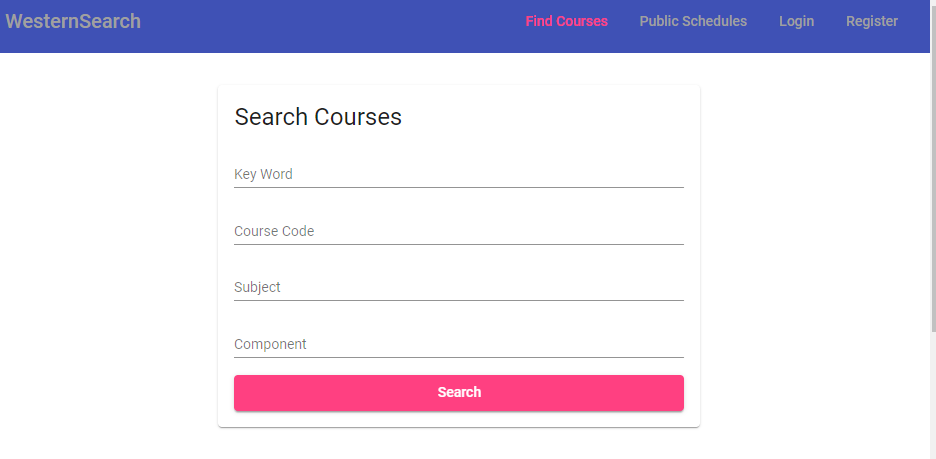 WesternSearch Find Courses Public Schedules Login Register
Search Courses
Key Word
Course Code
Subject
Component
Search